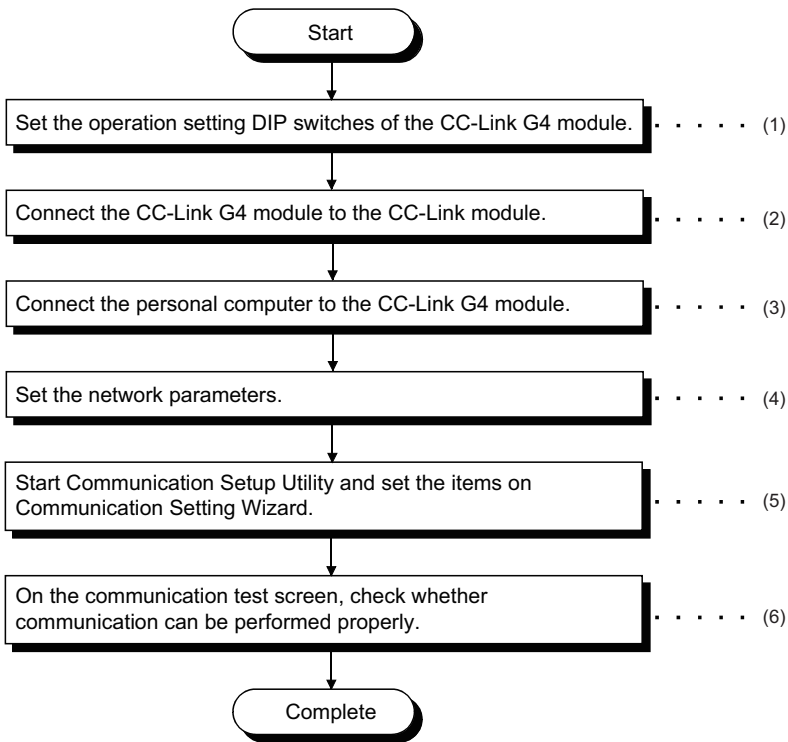 Start
Set the operation setting DIP switches of the CC-Link G4 module. (1)
Connect the CC-Link G4 module to the CC-Link module. (2)
Connect the personal computer to the CC-Link G4 module. (3)
Set the network parameters. (4)
Start Communication Setup Utility and set the items on
Communication Setting Wizard. (5)
On the communication test screen, check whether
communication can be performed properly. (6)
Complete